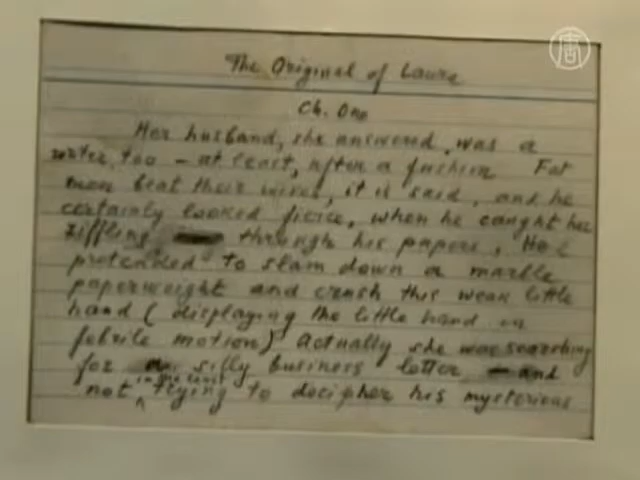 The Original of Laura
Ch. One
Her husband, she answered, was a
writer, too - at least, after a fashion. Fat
men beat their wives, it is said, and he
certainly looked fierce, when he caught her
riffling through his papers. He
pretended to slam down a marble
paperweight and crush this weak little
hand (displaying the little hand in
febrile motion) Actually she was searching
for a silly business letter - and
not in the least trying to decipher his mysterious